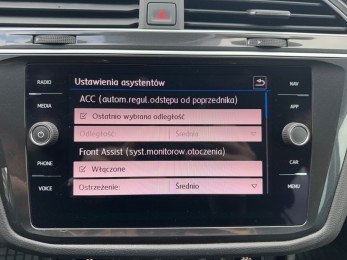 Ustawienia asystentów
RADIO
NAV
ACC (autom.regul.odstępu od poprzednika)
MEDIA
APP
Ostatnio wybrana odległość
Odległość: Średni
Front Assist (syst.monitorow.otoczenia)
PHONE
CAR
Włączone
VOICE
MENU
Ostrzeżenie: Średnio